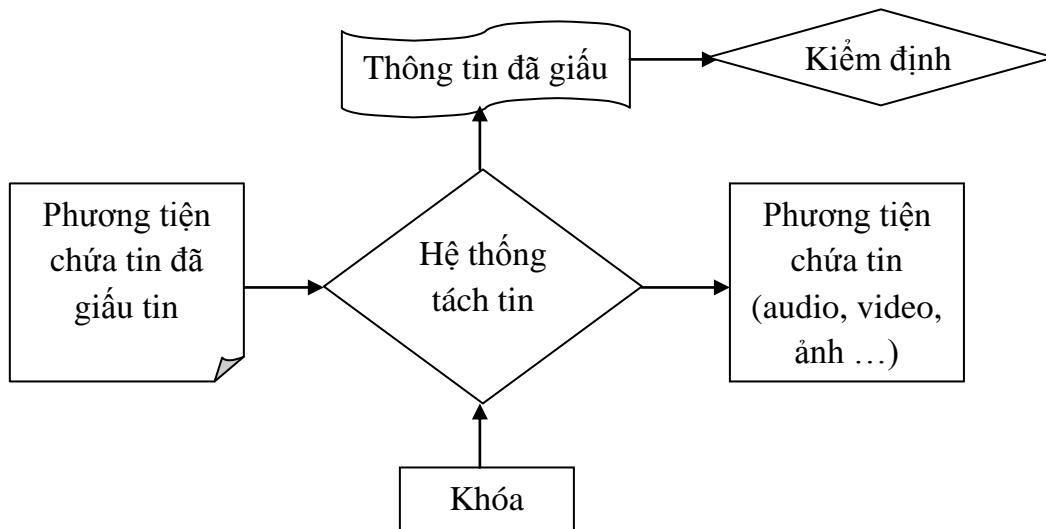 Thông tin đã giấu
Kiểm định
Phương tiện
chứa tin đã
giấu tin
Hệ thống
tách tin
Phương tiện
chứa tin
(audio, video,
ảnh …)
Khóa